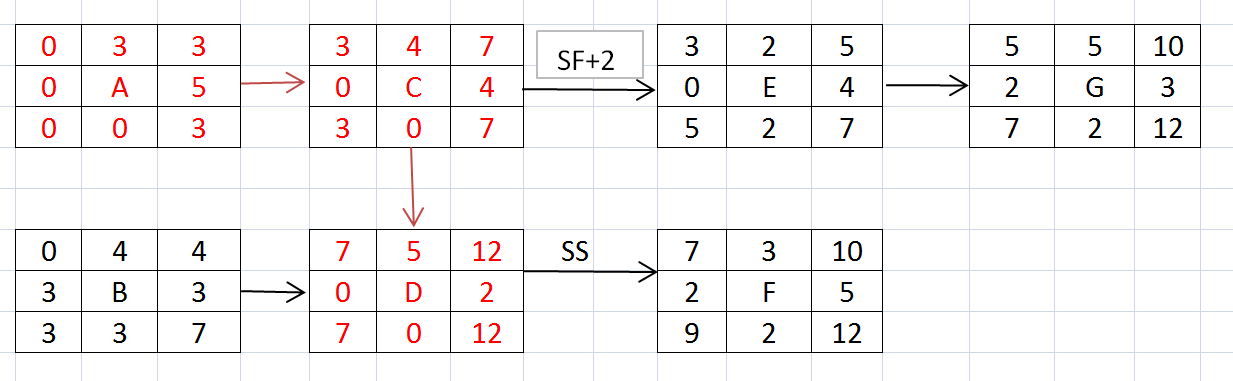 0 3 3
0 A 5
0 0 3
3 4 7
0 C 4
3 0 7
SF+2
3 2 5
0 E 4
5 2 7
5 5 10
2 G 3
7 2 12
0 4 4
3 B 3
3 3 7
7 5 12
0 D 2
7 0 12
SS
7 3 10
2 F 5
9 2 12